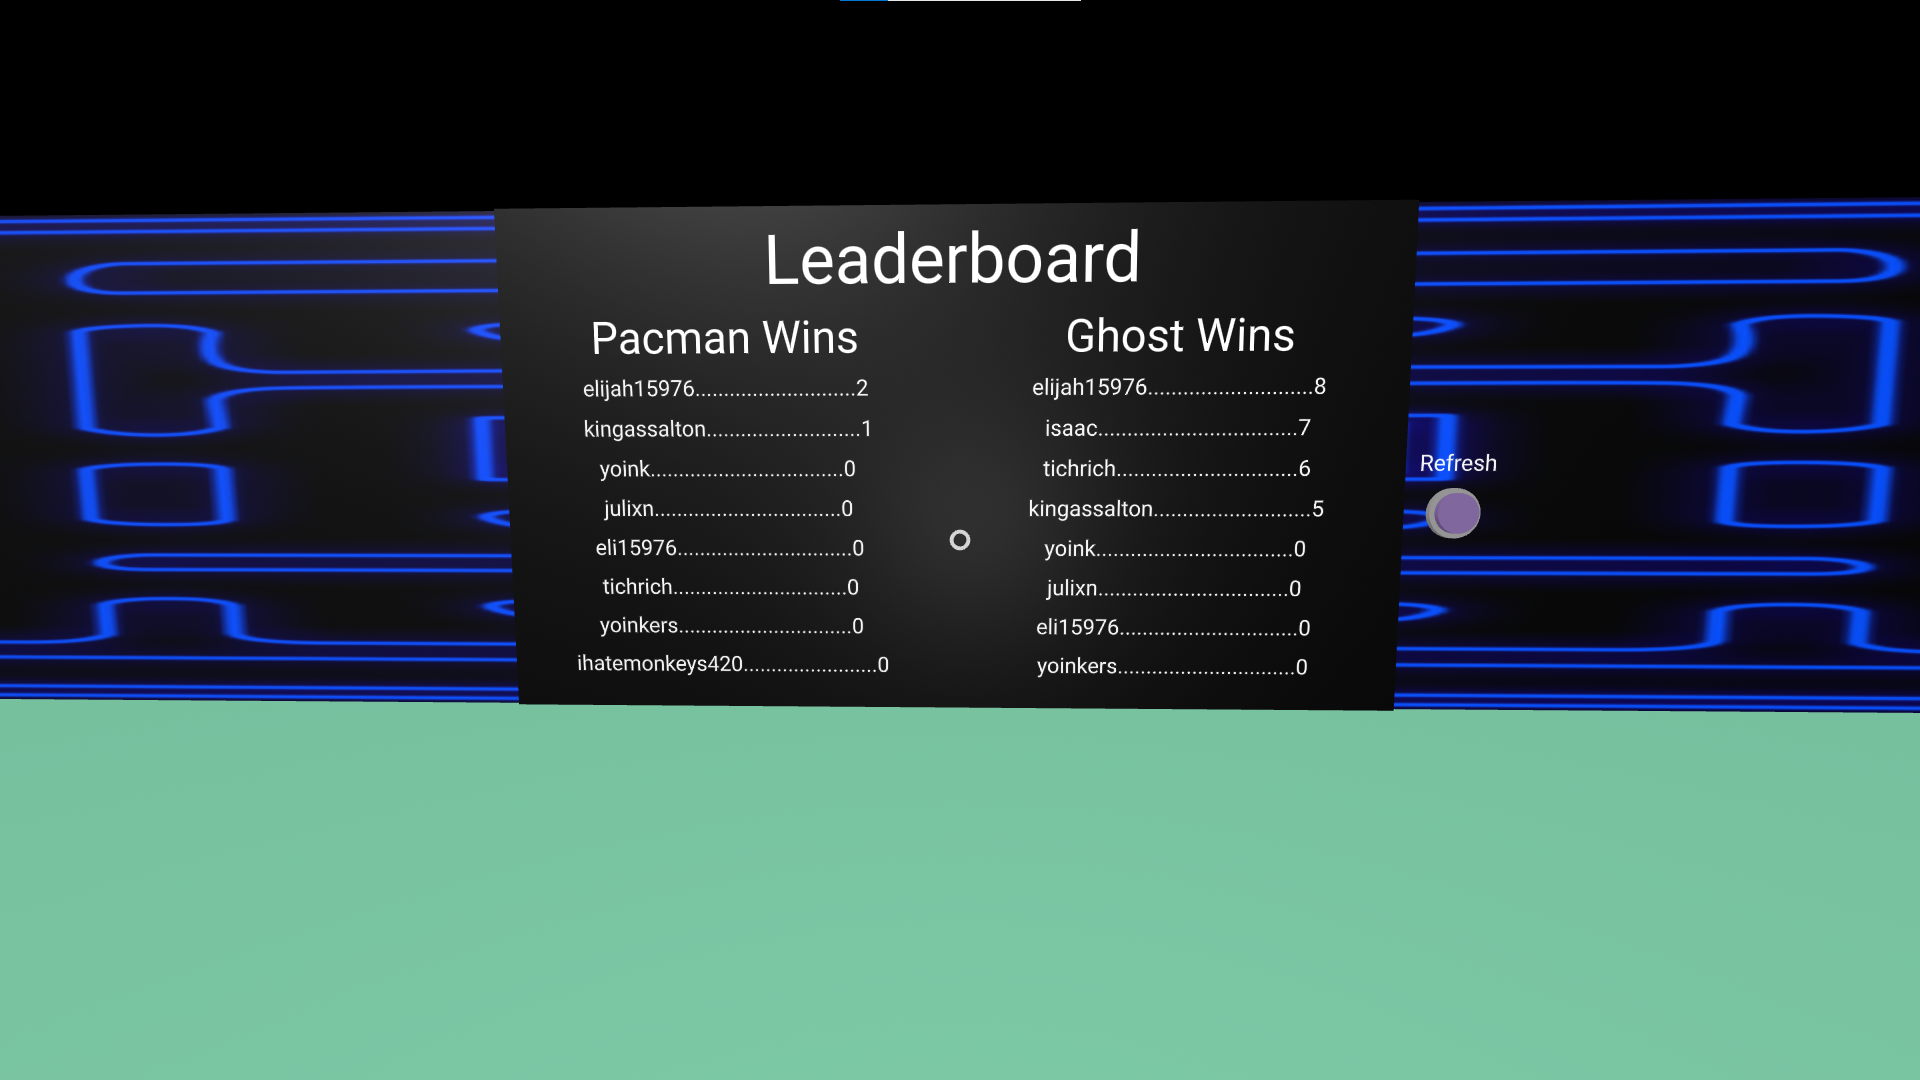 Leaderboard
Pacman Wins
elijah15976............................2
kingassalton...........................1
yoink.................................0
julixn................................0
eli15976..............................0
tichrich..............................0
yoinkers..............................0
ihatemonkeys420.......................0
Ghost Wins
elijah15976............................8
isaac..................................7
tichrich...............................6
kingassalton...........................5
yoink.................................0
julixn................................0
eli15976..............................0
yoinkers..............................0
Refresh